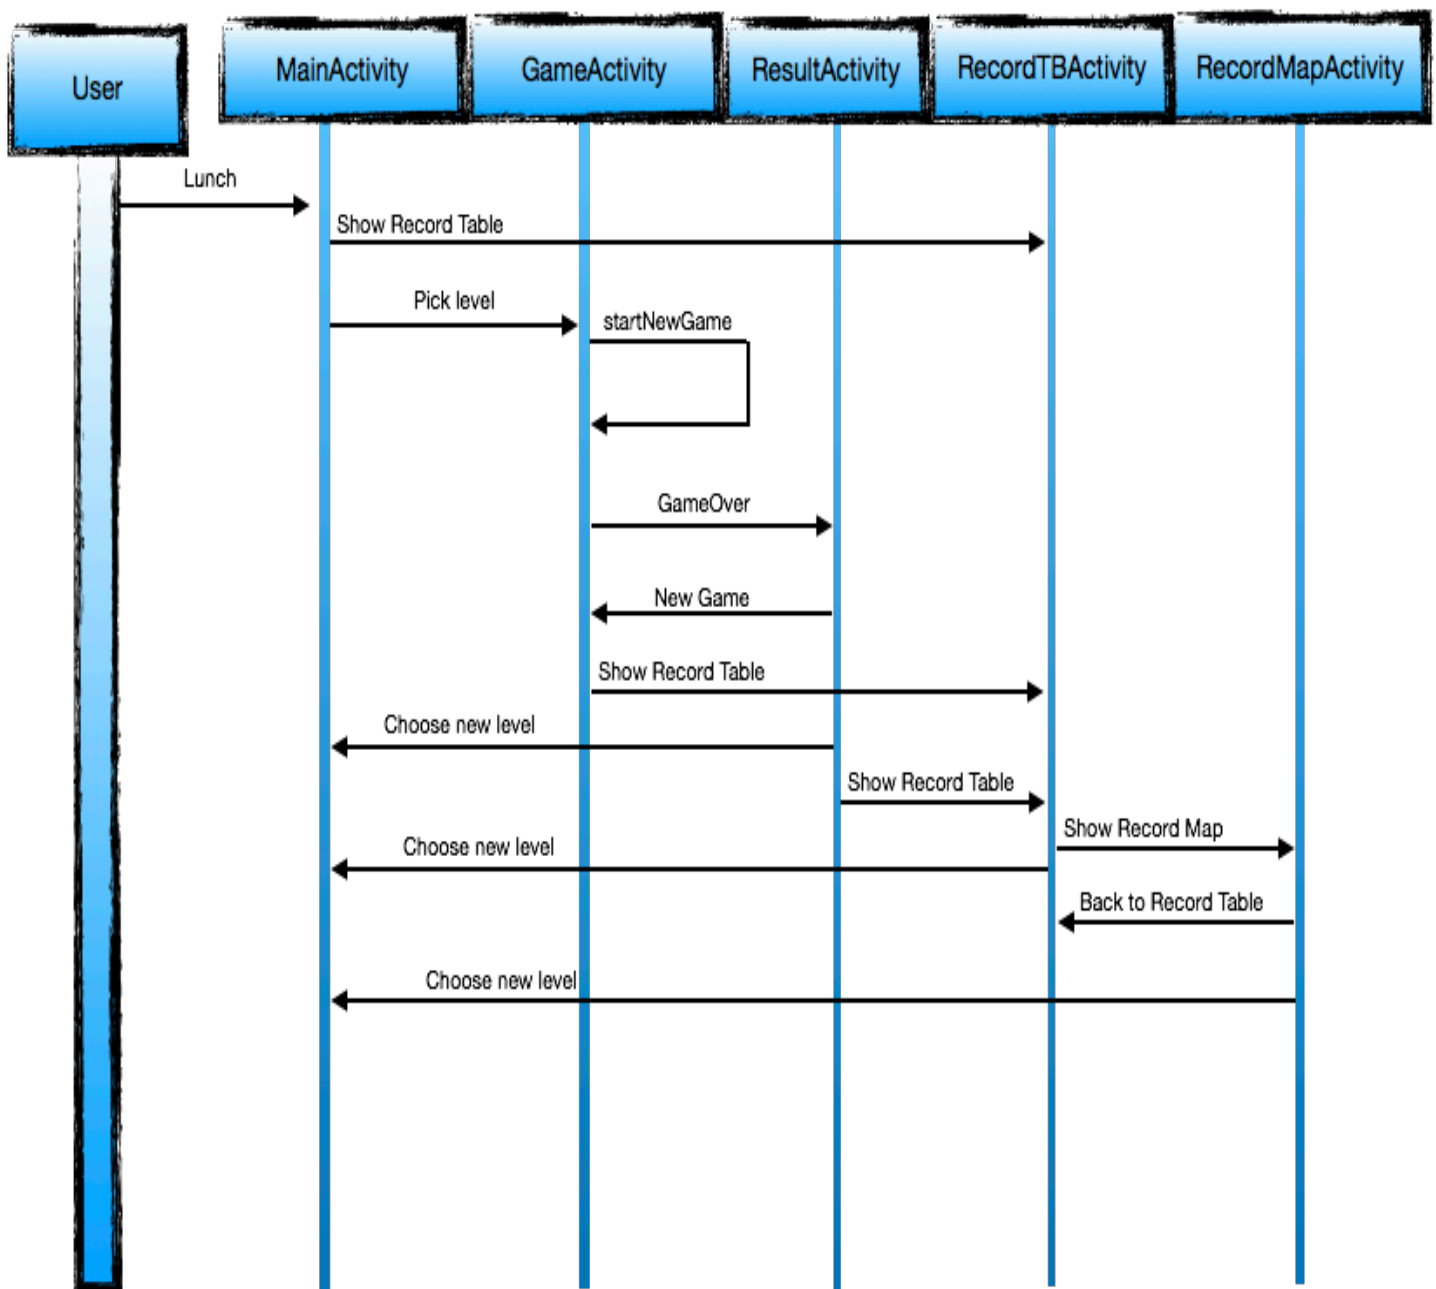 User
MainActivity
GameActivity
ResultActivity
RecordTBActivity
RecordMapActivity
Lunch
Show Record Table
Pick level
startNewGame
GameOver
New Game
Show Record Table
Choose new level
Show Record Table
Show Record Map
Choose new level
Back to Record Table
Choose new level